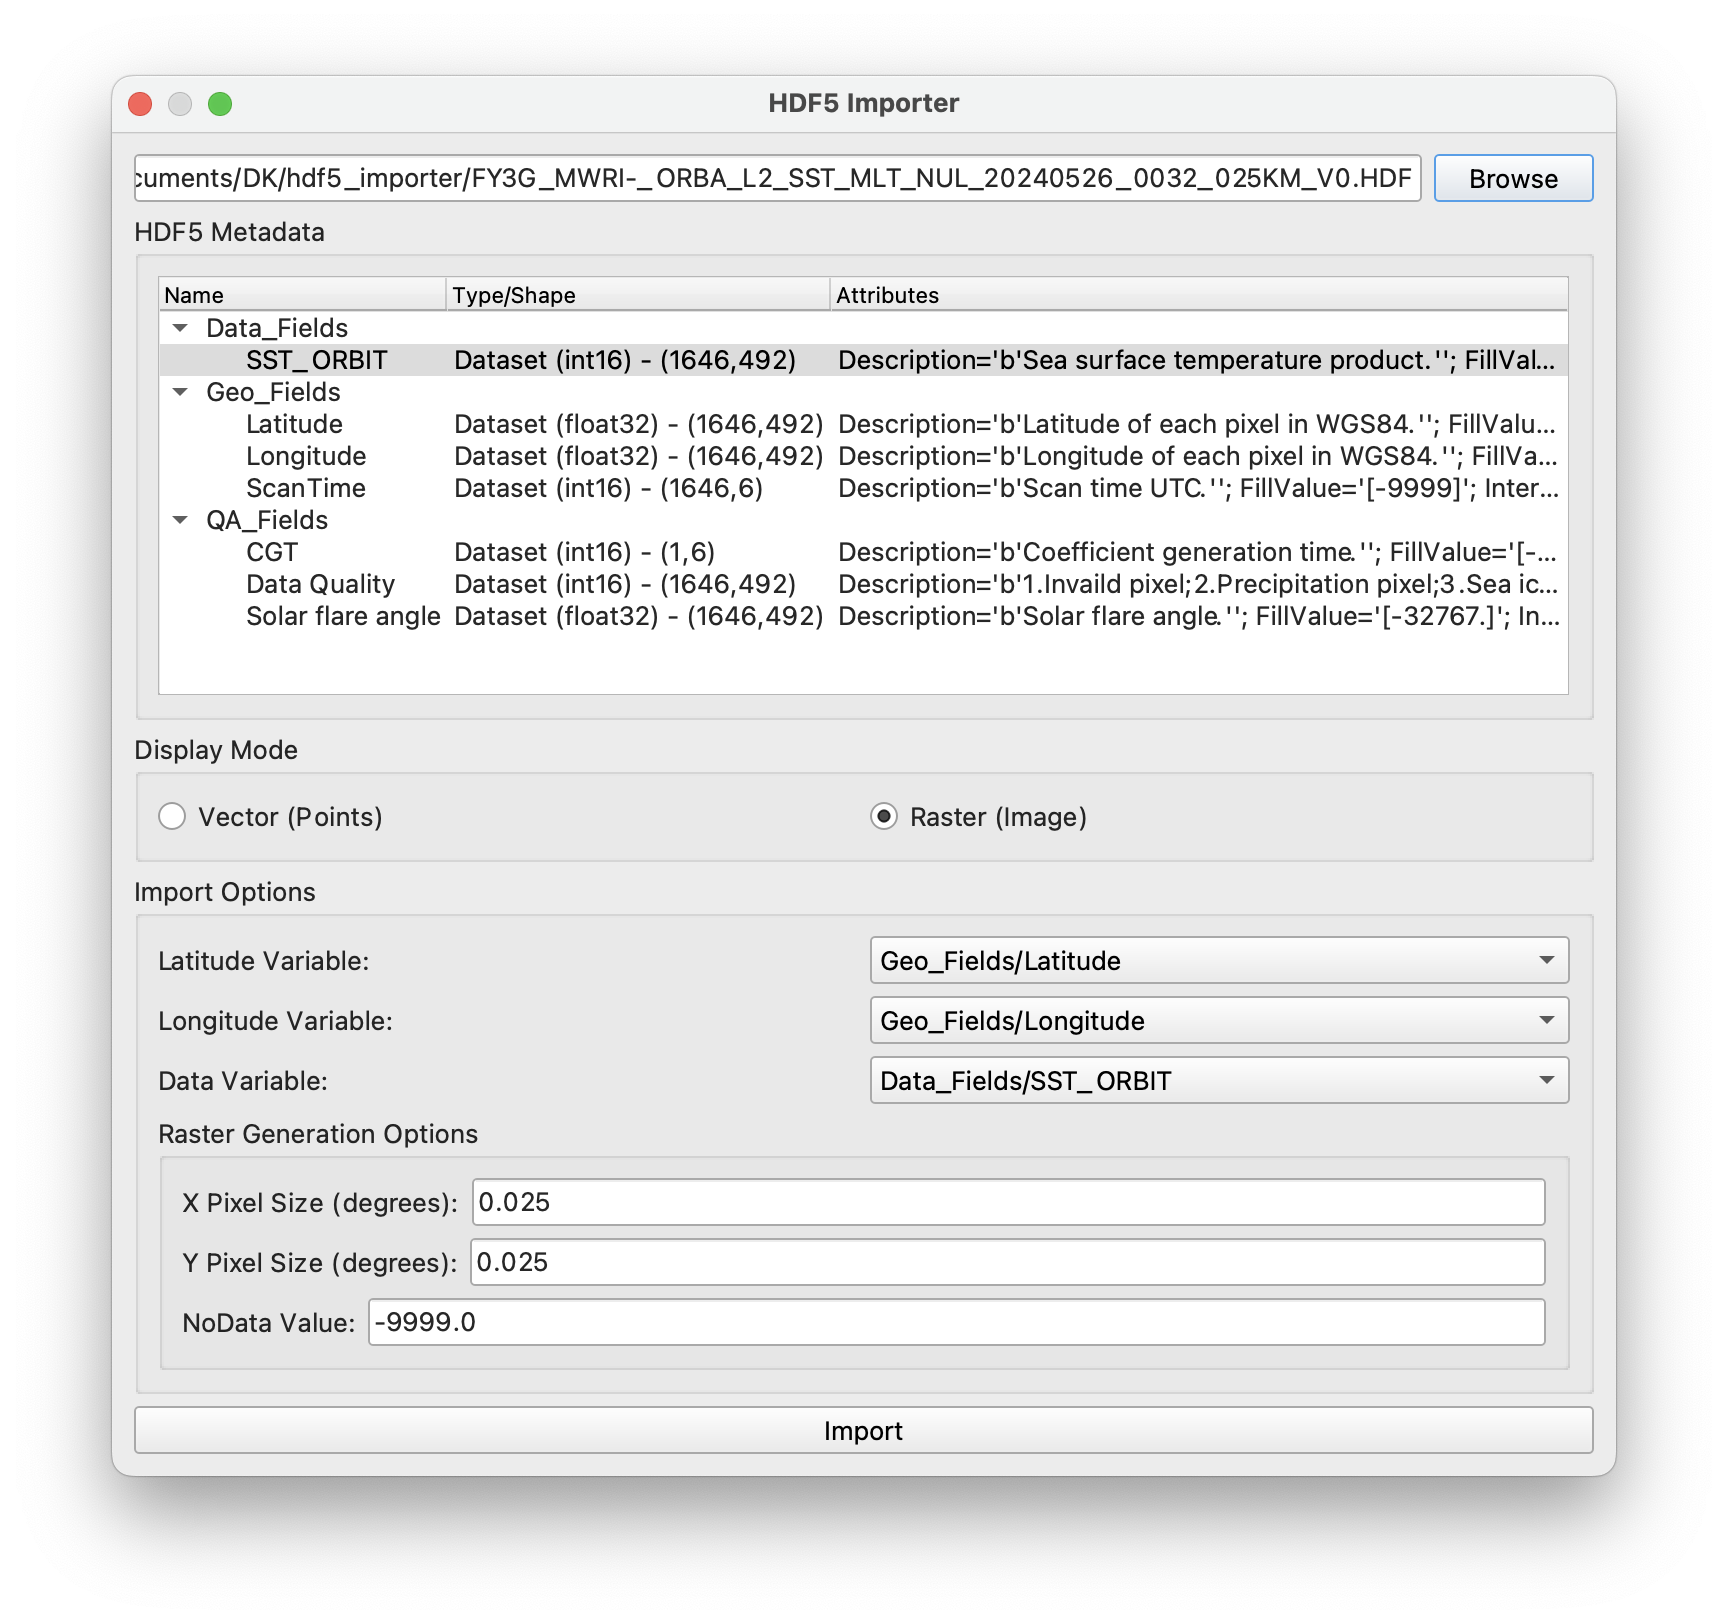 HDF5 Importer
cuments/DK/hdf5_importer/FY3G_MWRI-_ORBA_L2_SST_MLT_NUL_20240526_0032_025KM_V0.HDF Browse
HDF5 Metadata
Name Type/Shape Attributes
Data_Fields
SST_ORBIT Dataset (int16) - (1646,492) Description='b'Sea surface temperature product.''; FillVal...
Geo_Fields
Latitude Dataset (float32) - (1646,492) Description='b'Latitude of each pixel in WGS84.''; FillValu...
Longitude Dataset (float32) - (1646,492) Description='b'Longitude of each pixel in WGS84.''; FillVa...
ScanTime Dataset (int16) - (1646,6) Description='b'Scan time UTC.''; FillValue='[-9999]'; Inter...
QA_Fields
CGT Dataset (int16) - (1,6) Description='b'Coefficient generation time.''; FillValue='[-...
Data Quality Dataset (int16) - (1646,492) Description='b'1.Invaild pixel;2.Precipitation pixel;3.Sea ic...
Solar flare angle Dataset (float32) - (1646,492) Description='b'Solar flare angle.''; FillValue='[-32767.]'; In...
Display Mode
Vector (Points) Raster (Image)
Import Options
Latitude Variable: Geo_Fields/Latitude
Longitude Variable: Geo_Fields/Longitude
Data Variable: Data_Fields/SST_ORBIT
Raster Generation Options
X Pixel Size (degrees): 0.025
Y Pixel Size (degrees): 0.025
NoData Value: -9999.0
Import